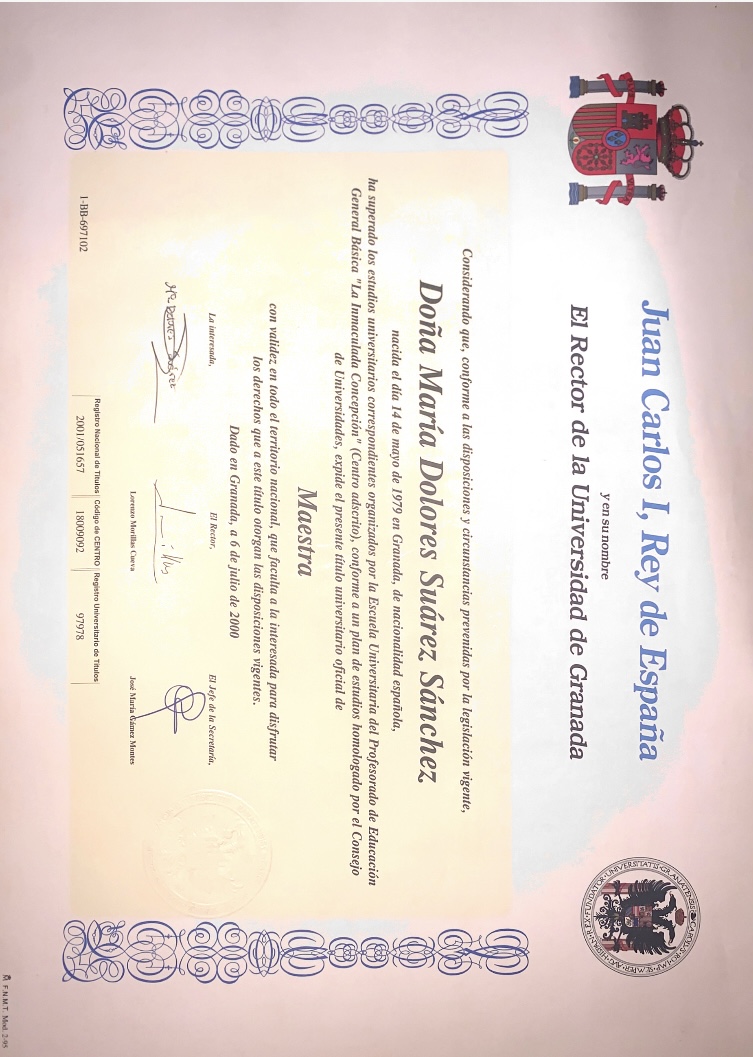 Juan Carlos I, Rey de España
y en su nombre
El Rector de la Universidad de Granada
Considerando que, conforme a las disposiciones y circunstancias prevenidas por la legislación vigente,
Doña María Dolores Suárez Sánchez
nacida el día 14 de mayo de 1979 en Granada, de nacionalidad española,
ha superado los estudios universitarios correspondientes organizados por la Escuela Universitaria del Profesorado de Educación
General Básica "La Inmaculada Concepción" (Centro adscrito), conforme a un plan de estudios homologado por el Consejo
de Universidades, expide el presente título universitario oficial de
Maestra
con validez en todo el territorio nacional, que faculta a la interesada para disfrutar
los derechos que a este título otorgan las disposiciones vigentes.
Dado en Granada, a 6 de julio de 2000
La interesada,
El Rector,
El Jefe de la Secretaría,
Mª Dolores Suárez
Lorenzo Morillas Cueva
José María Gámez Montes
1-BB-697102
Registro Nacional de Títulos
Código de CENTRO
Registro Universitario de Títulos
2001/051657
18009092
97978
F.N.M.T. Mod. 2-95